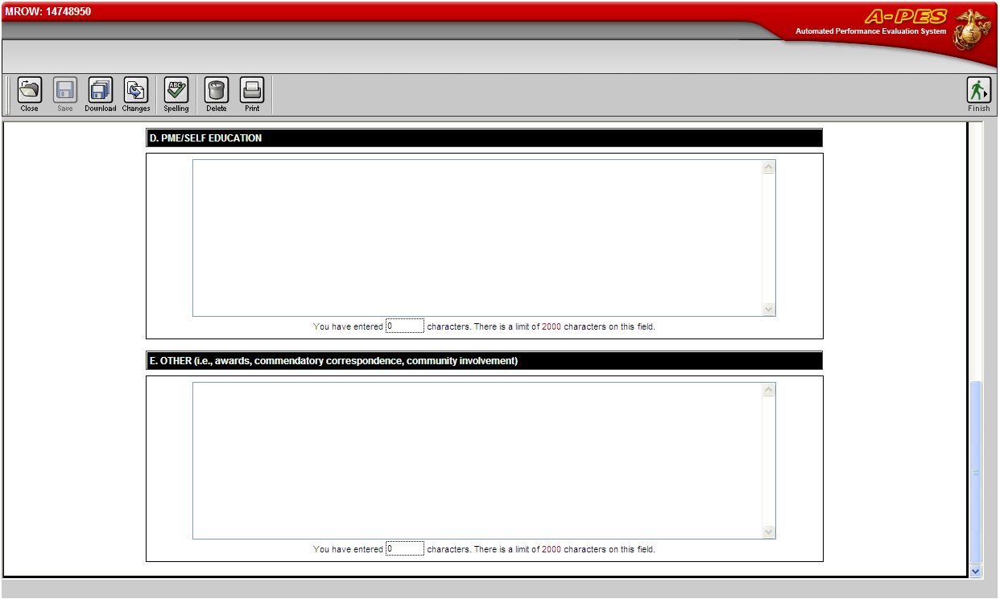 MROW: 14748950
A-PES
Automated Performance Evaluation System
Close Save Download Changes Spelling Delete Print Finish
ABC
D. PME/SELF EDUCATION
You have entered 0 characters. There is a limit of 2000 characters on this field.
E. OTHER (i.e., awards, commendatory correspondence, community involvement)
You have entered 0 characters. There is a limit of 2000 characters on this field.